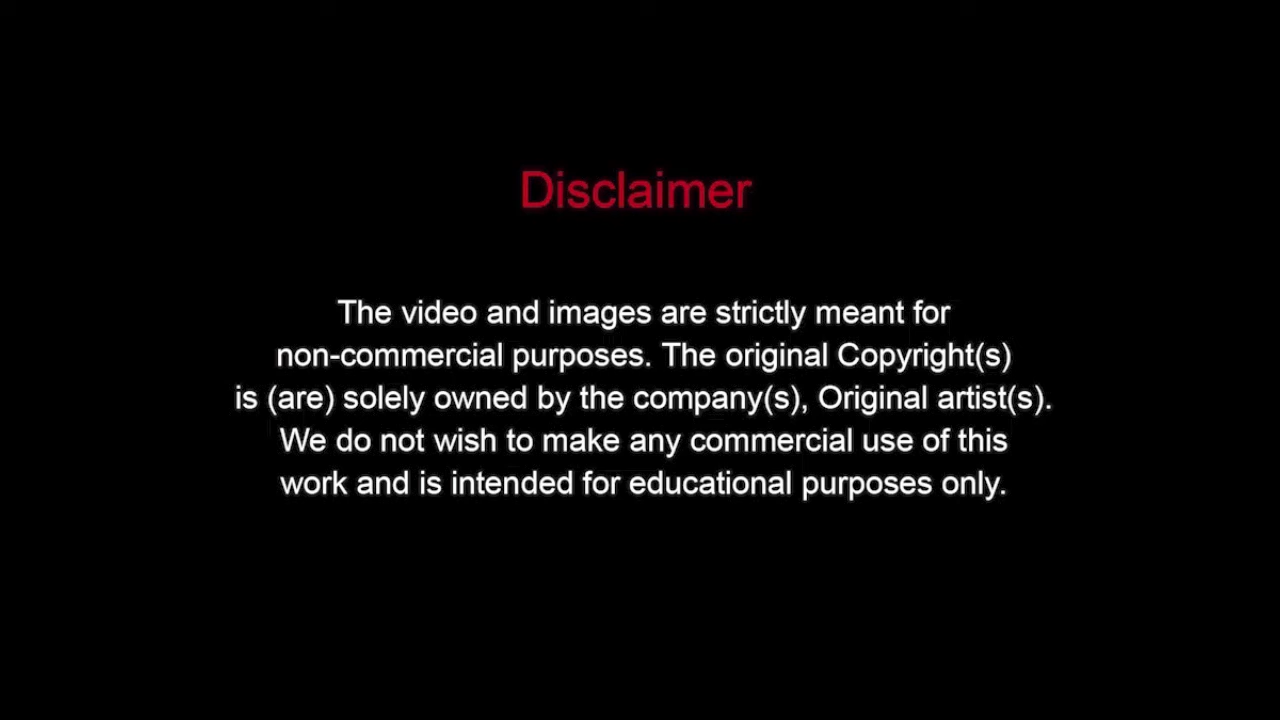 Disclaimer
The video and images are strictly meant for
non-commercial purposes. The original Copyright(s)
is (are) solely owned by the company(s), Original artist(s).
We do not wish to make any commercial use of this
work and is intended for educational purposes only.